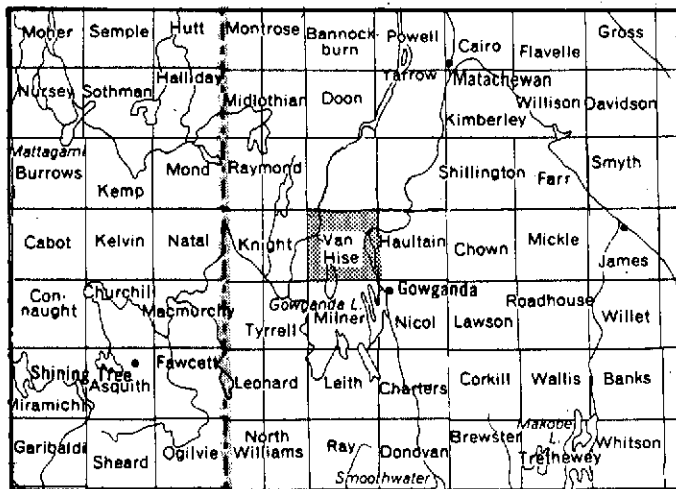 Moher Semple Hutt Montrose Bannock- Powell Cairo Flavelle Gross
burn
Nursey Sothman Halliday Midlothian Doon Yarrow Matachewan Willison Davidson
Kimberley
Mattagami
Burrows Kemp Mond Raymond Shillington Farr Smyth
Cabot Kelvin Natal Knight Van Haultain Chown Mickle James
Hise
Con- Churchill Macmurchy Gowganda L. Gowganda Roadhouse
naught Tyrrell Milner Nicol Lawson Willet
Shining Tree Fawcett Leonard Leith Charters Corkill Wallis Banks
Asquith
Miramichi
Garibaldi Sheard Ogilvie North Ray Donovan Brewster Makobe Whitson
Williams L.
Trethewey
Smoothwater